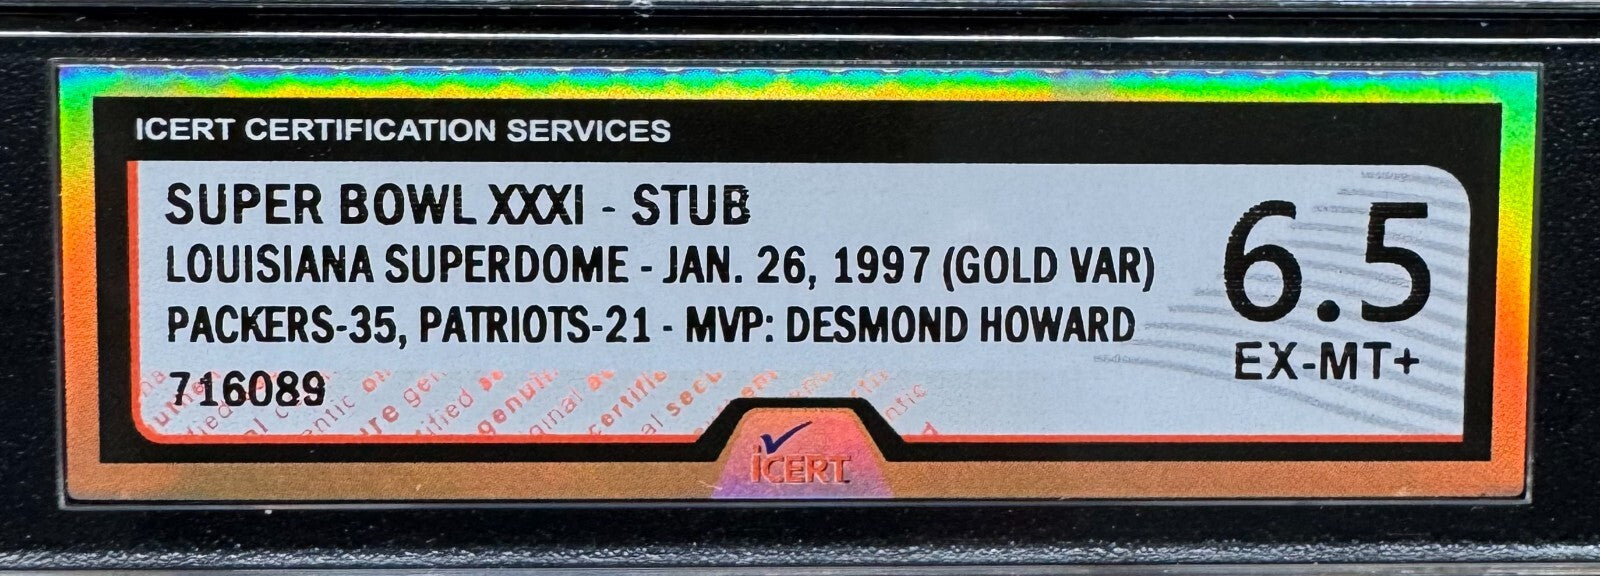 ICERT CERTIFICATION SERVICES
SUPER BOWL XXXI - STUB
LOUISIANA SUPERDOME - JAN. 26, 1997 (GOLD VAR)
PACKERS-35, PATRIOTS-21 - MVP: DESMOND HOWARD
716089
6.5
EX-MT+
iCERT